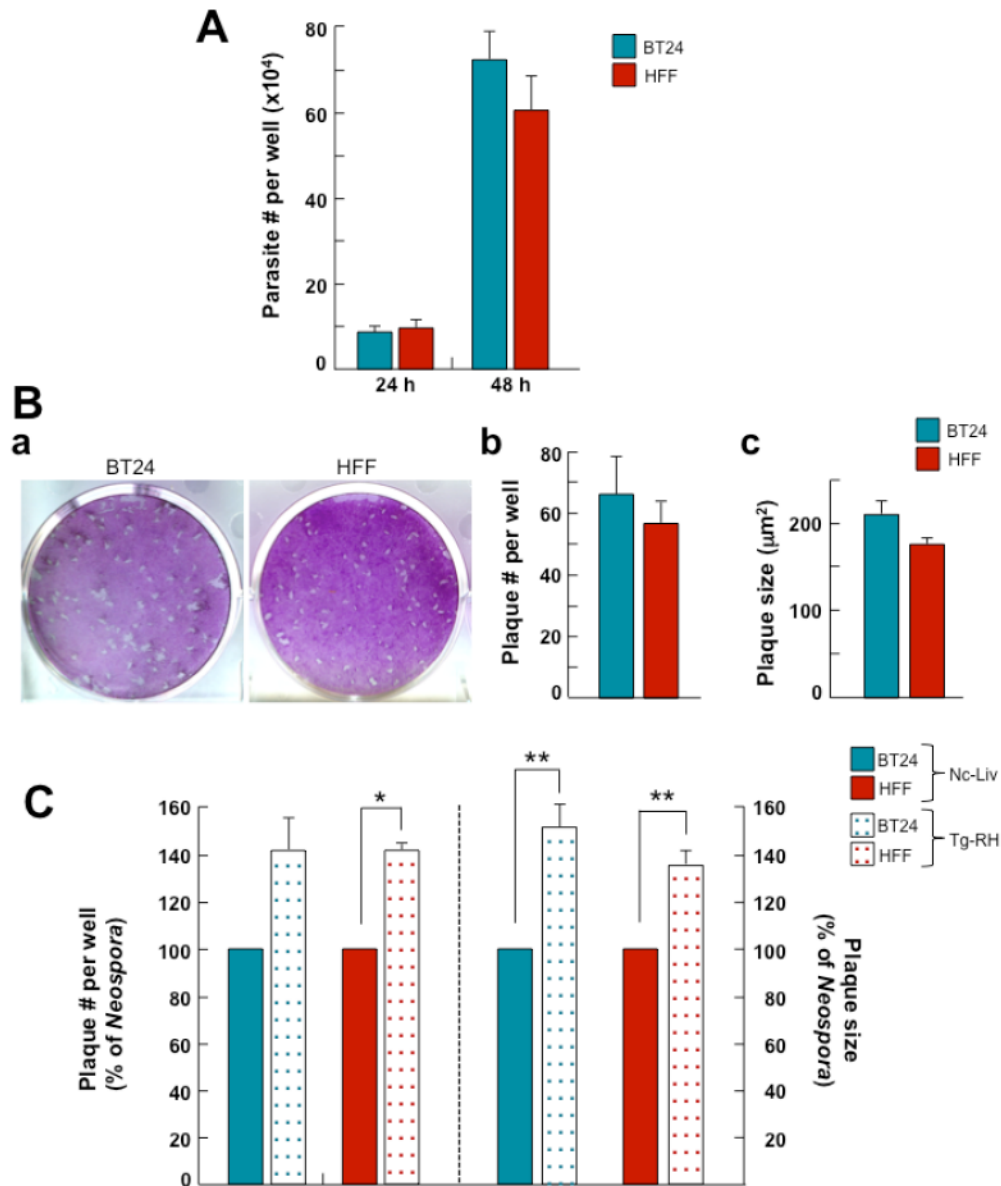 A
Parasite # per well (x10⁴)
80
60
40
20
0
24 h
48 h
BT24
HFF
B
a
BT24
HFF
b
Plaque # per well
80
60
40
20
0
c
BT24
HFF
Plaque size (μm²)
200
100
0
C
Plaque # per well
(% of Neospora)
160
140
120
100
80
60
40
20
0
*
**
**
160
140
120
100
80
60
40
20
Plaque size
(% of Neospora)
BT24
HFF
Nc-Liv
BT24
HFF
Tg-RH